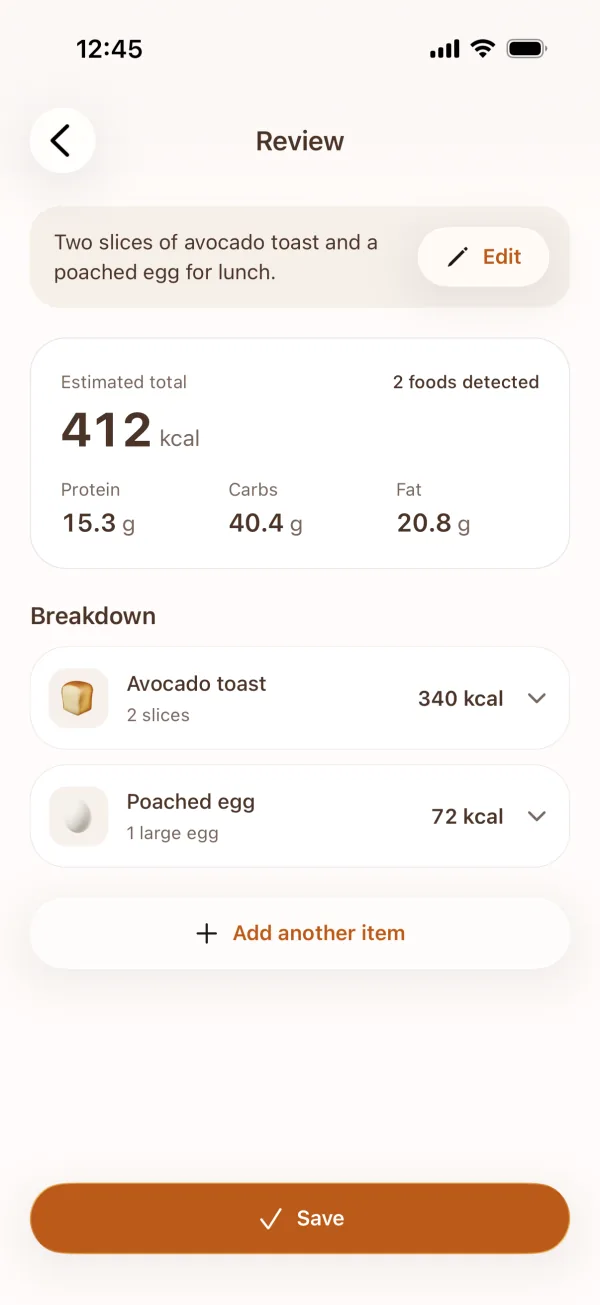 12:45
Review
Two slices of avocado toast and a
poached egg for lunch.
Edit
Estimated total
2 foods detected
412 kcal
Protein
Carbs
Fat
15.3 g
40.4 g
20.8 g
Breakdown
Avocado toast
2 slices
340 kcal
Poached egg
1 large egg
72 kcal
Add another item
Save